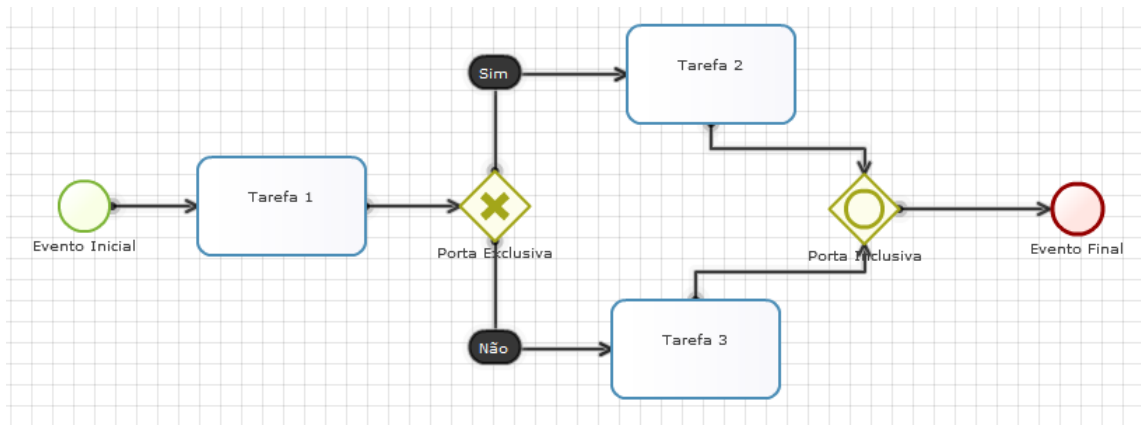 Sim
Tarefa 2
Tarefa 1
Evento Inicial
Porta Exclusiva
Porta Inclusiva
Evento Final
Não
Tarefa 3